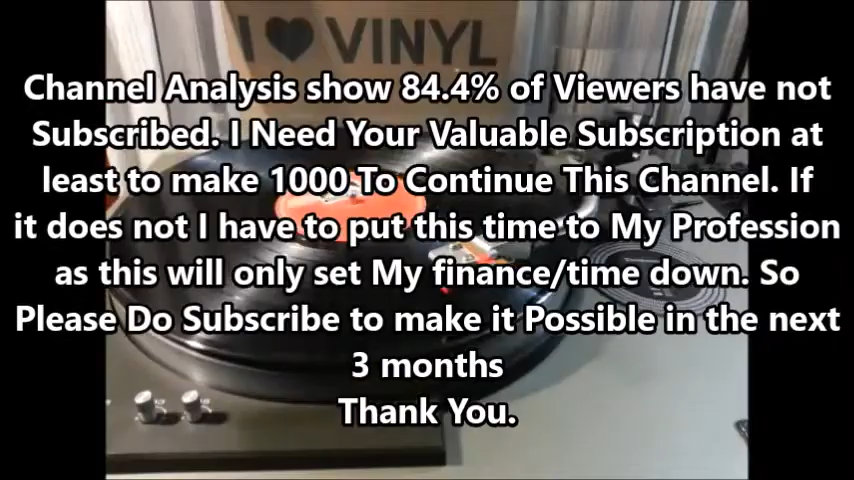 I ♥ VINYL
Channel Analysis show 84.4% of Viewers have not
Subscribed. I Need Your Valuable Subscription at
least to make 1000 To Continue This Channel. If
it does not I have to put this time to My Profession
as this will only set My finance/time down. So
Please Do Subscribe to make it Possible in the next
3 months
Thank You.